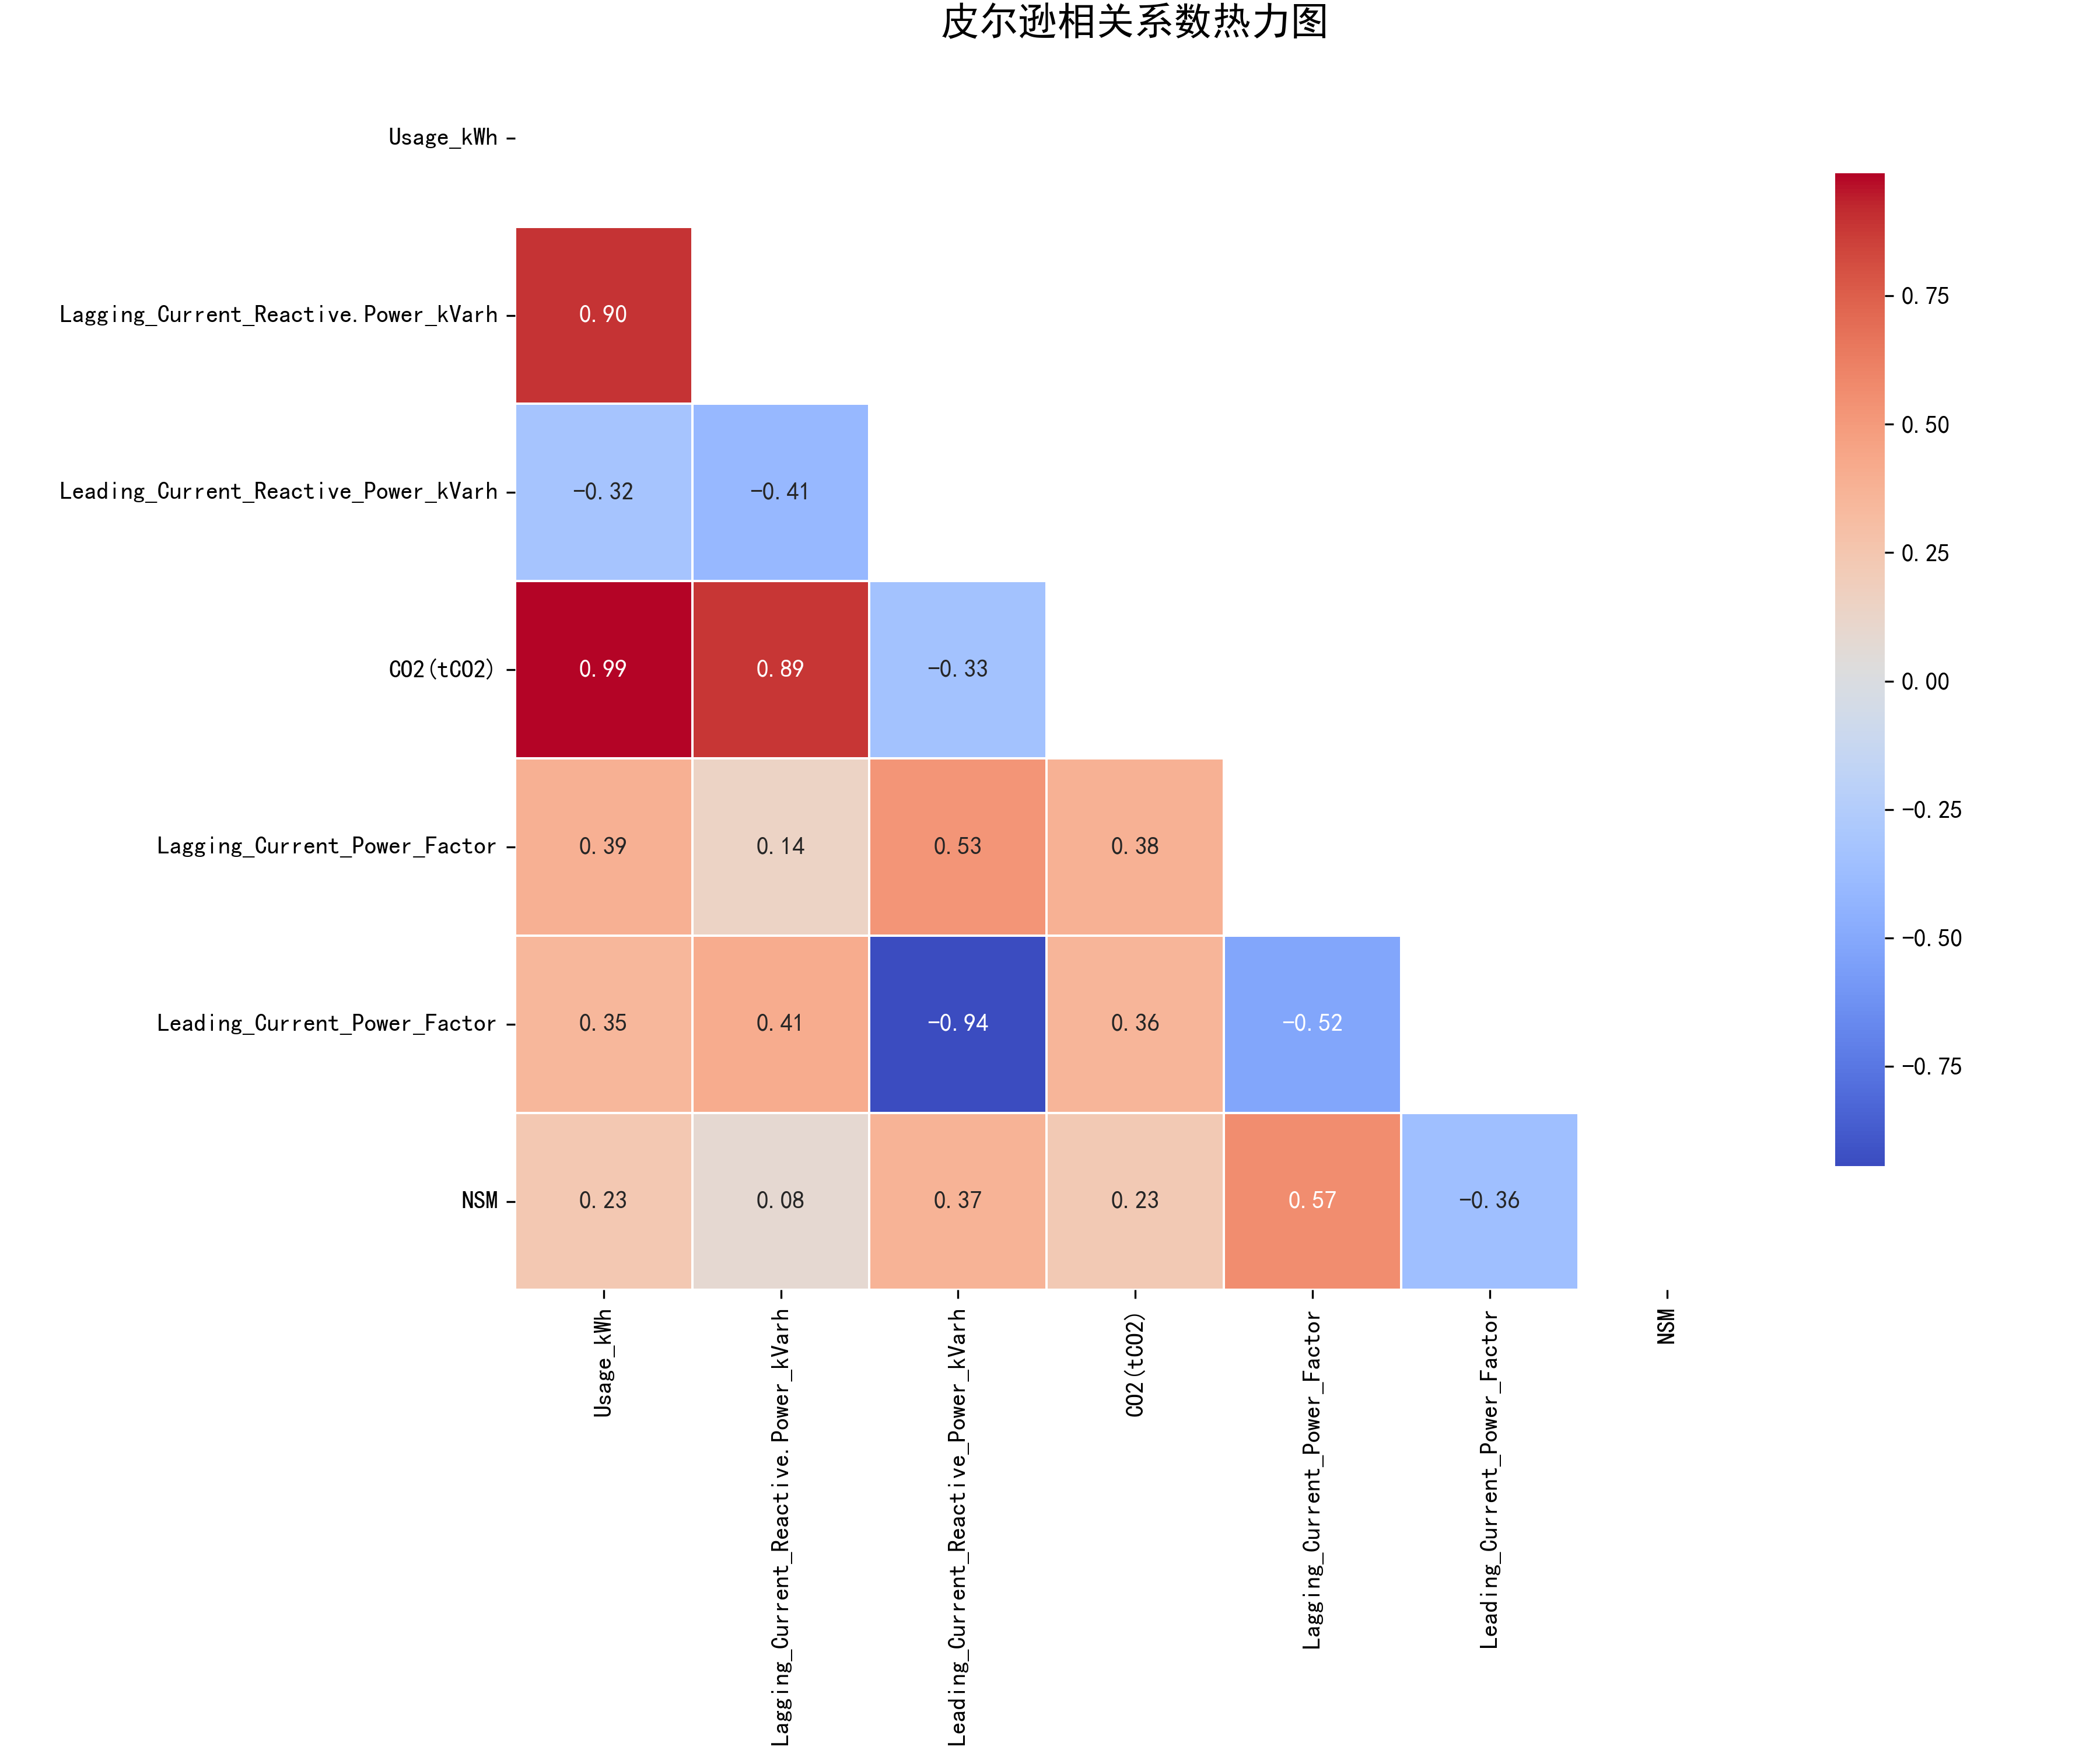 皮尔逊相关系数热力图
Usage_kWh
Lagging_Current_Reactive.Power_kVarh
0.90
Leading_Current_Reactive_Power_kVarh
-0.32 -0.41
CO2(tCO2)
0.99 0.89 -0.33
Lagging_Current_Power_Factor
0.39 0.14 0.53 0.38
Leading_Current_Power_Factor
0.35 0.41 -0.94 0.36 -0.52
NSM
0.23 0.08 0.37 0.23 0.57 -0.36
Usage_kWh
Lagging_Current_Reactive.Power_kVarh
Leading_Current_Reactive_Power_kVarh
CO2(tCO2)
Lagging_Current_Power_Factor
Leading_Current_Power_Factor
NSM
0.75
0.50
0.25
0.00
-0.25
-0.50
-0.75